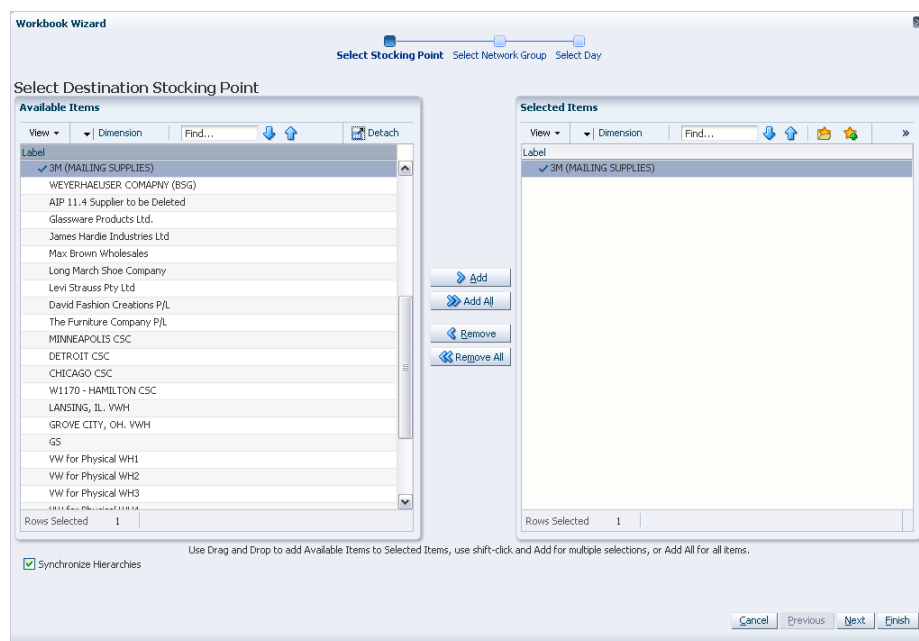 Workbook Wizard
Select Stocking Point Select Network Group Select Day
Select Destination Stocking Point
Available Items
View Dimension Find... Detach
Label
3M (MAILING SUPPLIES)
WEYERHAEUSER COMAPNY (BSG)
AIP 11.4 Supplier to be Deleted
Glassware Products Ltd.
James Hardie Industries Ltd
Max Brown Wholesales
Long March Shoe Company
Levi Strauss Pty Ltd
David Fashion Creations P/L
The Furniture Company P/L
MINNEAPOLIS CSC
DETROIT CSC
CHICAGO CSC
W1170 - HAMILTON CSC
LANSING, IL. VWH
GROVE CITY, OH. VWH
GS
VW for Physical WH1
VW for Physical WH2
VW for Physical WH3
VW for Physical WH4
Rows Selected 1
Add
Add All
Remove
Remove All
Selected Items
View Dimension Find...
Label
3M (MAILING SUPPLIES)
Rows Selected 1
Use Drag and Drop to add Available Items to Selected Items, use shift-click and Add for multiple selections, or Add All for all items.
Synchronize Hierarchies
Cancel Previous Next Finish